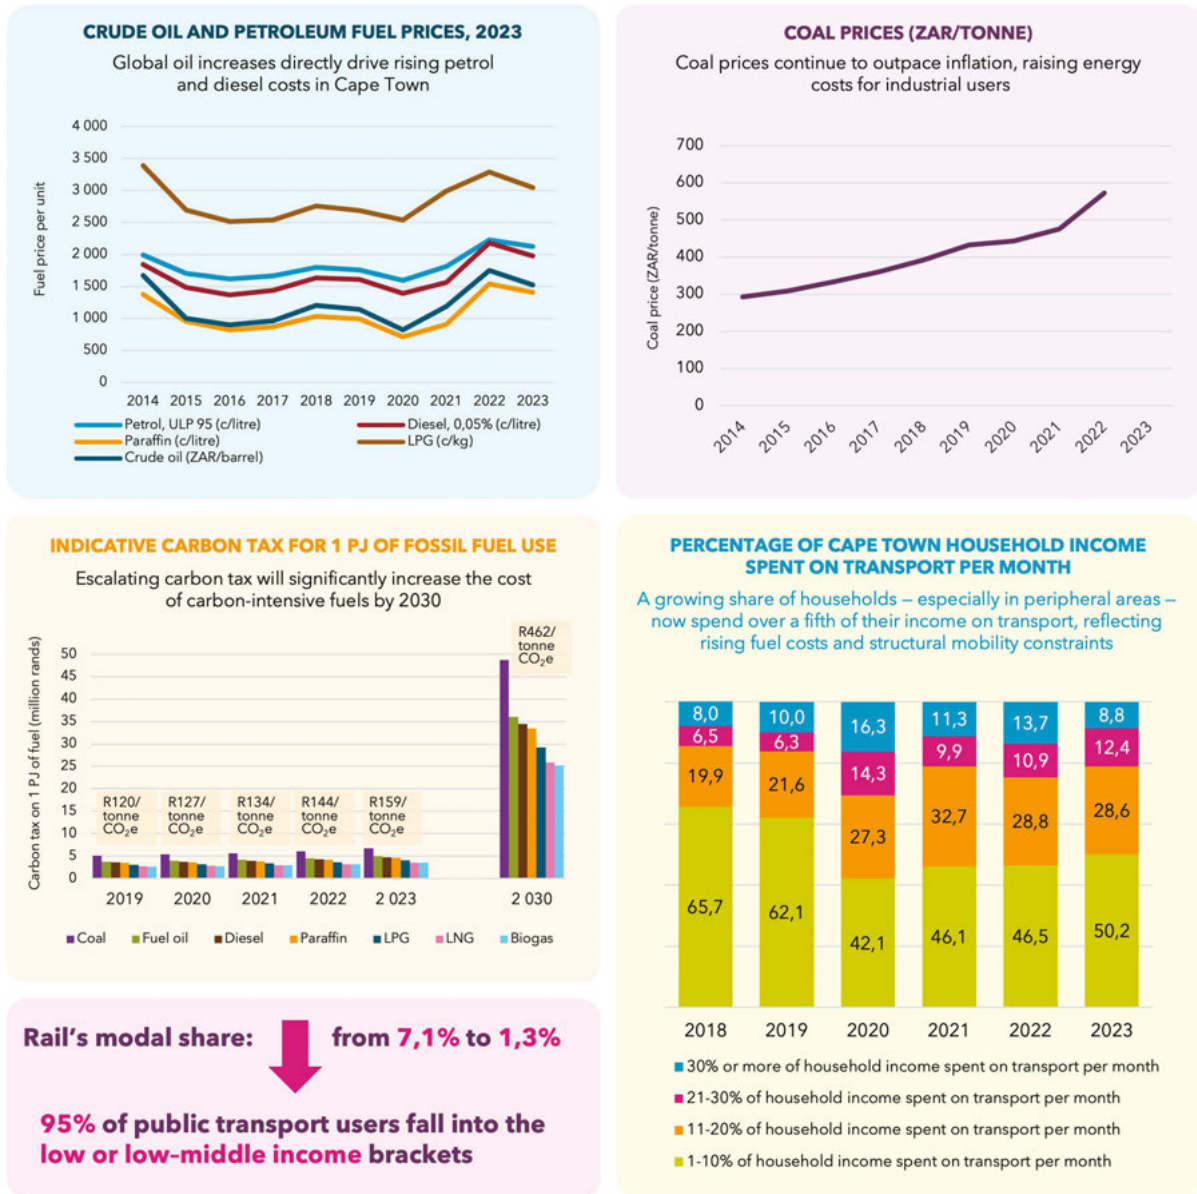 CRUDE OIL AND PETROLEUM FUEL PRICES, 2023
Global oil increases directly drive rising petrol
and diesel costs in Cape Town
Fuel price per unit
4 000
3 500
3 000
2 500
2 000
1 500
1 000
500
0
2014 2015 2016 2017 2018 2019 2020 2021 2022 2023
Petrol, ULP 95 (c/litre)
Diesel, 0,05% (c/litre)
Paraffin (c/litre)
LPG (c/kg)
Crude oil (ZAR/barrel)
COAL PRICES (ZAR/TONNE)
Coal prices continue to outpace inflation, raising energy
costs for industrial users
Coal price (ZAR/tonne)
700
600
500
400
300
200
100
0
2014 2015 2016 2017 2018 2019 2020 2021 2022 2023
INDICATIVE CARBON TAX FOR 1 PJ OF FOSSIL FUEL USE
Escalating carbon tax will significantly increase the cost
of carbon-intensive fuels by 2030
Carbon tax on 1 PJ of fuel (million rands)
50
45
40
35
30
25
20
15
10
5
0
R120/
tonne
CO₂e
R127/
tonne
CO₂e
R134/
tonne
CO₂e
R144/
tonne
CO₂e
R159/
tonne
CO₂e
R462/
tonne
CO₂e
2019 2020 2021 2022 2 023 2 030
Coal Fuel oil Diesel Paraffin LPG LNG Biogas
Rail's modal share: from 7,1% to 1,3%
95% of public transport users fall into the
low or low-middle income brackets
PERCENTAGE OF CAPE TOWN HOUSEHOLD INCOME
SPENT ON TRANSPORT PER MONTH
A growing share of households – especially in peripheral areas –
now spend over a fifth of their income on transport, reflecting
rising fuel costs and structural mobility constraints
8,0 10,0 16,3 11,3 13,7 8,8
6,5 6,3 14,3 9,9 10,9 12,4
19,9 21,6 27,3 32,7 28,8 28,6
65,7 62,1 42,1 46,1 46,5 50,2
2018 2019 2020 2021 2022 2023
30% or more of household income spent on transport per month
21-30% of household income spent on transport per month
11-20% of household income spent on transport per month
1-10% of household income spent on transport per month